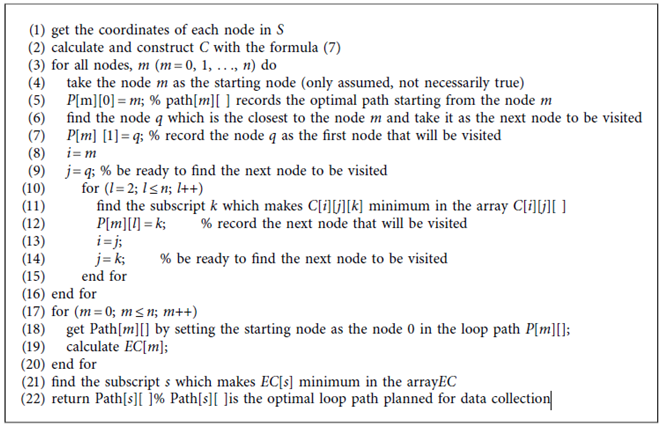 (1) get the coordinates of each node in S
(2) calculate and construct C with the formula (7)
(3) for all nodes, m (m=0, 1, . . ., n) do
(4) take the node m as the starting node (only assumed, not necessarily true)
(5) P[m][0]=m; % path[m][ ] records the optimal path starting from the node m
(6) find the node q which is the closest to the node m and take it as the next node to be visited
(7) P[m] [1]=q; % record the node q as the first node that will be visited
(8) i=m
(9) j=q; % be ready to find the next node to be visited
(10) for (l=2; l≤n; l++)
(11) find the subscript k which makes C[i][j][k] minimum in the array C[i][j][ ]
(12) P[m][l]=k; % record the next node that will be visited
(13) i=j;
(14) j=k; % be ready to find the next node to be visited
(15) end for
(16) end for
(17) for (m=0; m≤n; m++)
(18) get Path[m][] by setting the starting node as the node 0 in the loop path P[m][];
(19) calculate EC[m];
(20) end for
(21) find the subscript s which makes EC[s] minimum in the arrayEC
(22) return Path[s][ ]% Path[s][ ]is the optimal loop path planned for data collection